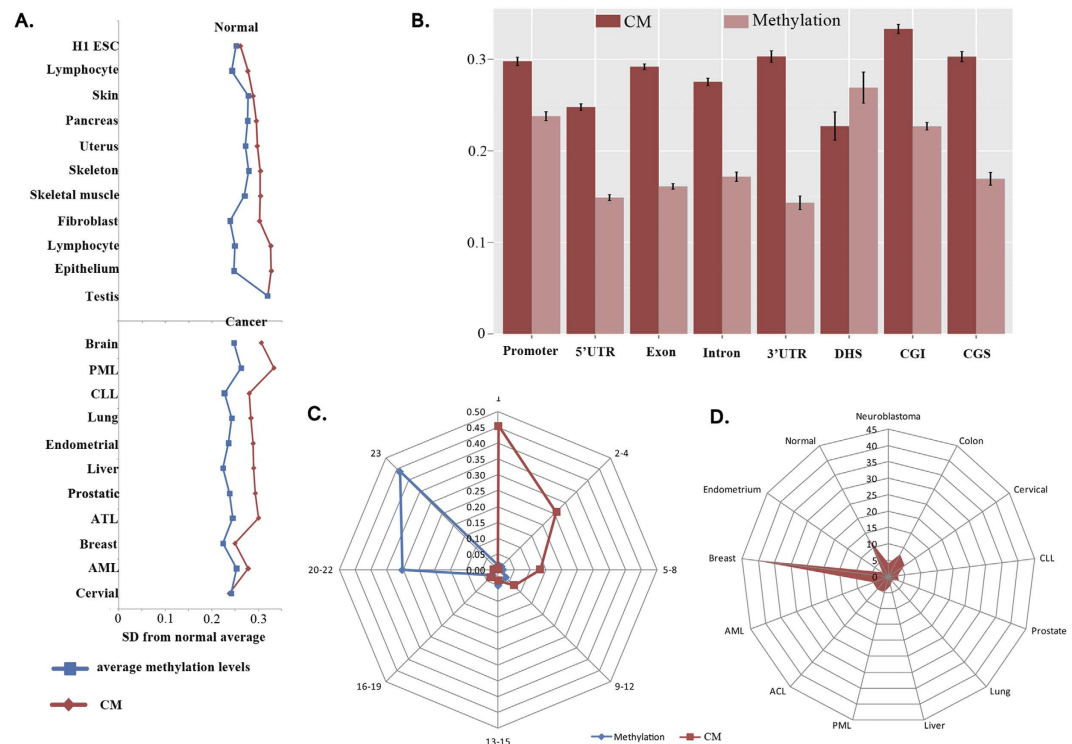 A.
Normal
H1 ESC
Lymphocyte
Skin
Pancreas
Uterus
Skeleton
Skeletal muscle
Fibroblast
Lymphocyte
Epithelium
Testis
Cancer
Brain
PML
CLL
Lung
Endometrial
Liver
Prostatic
ATL
Breast
AML
Cervial
0 0.1 0.2 0.3
SD from normal average
average methylation levels
CM
B.
CM Methylation
0.3
0.2
0.1
0
Promoter 5'UTR Exon Intron 3'UTR DHS CGI CGS
C.
1
2-4
5-8
9-12
13-15
16-19
20-22
23
0.50
0.45
0.40
0.35
0.30
0.25
0.20
0.15
0.10
0.05
0.00
Methylation CM
D.
Neuroblastoma
Colon
Cervical
CLL
Prostate
Lung
Liver
PML
ACL
AML
Breast
Endometrium
Normal
45
40
35
30
25
20
15
10
5
0